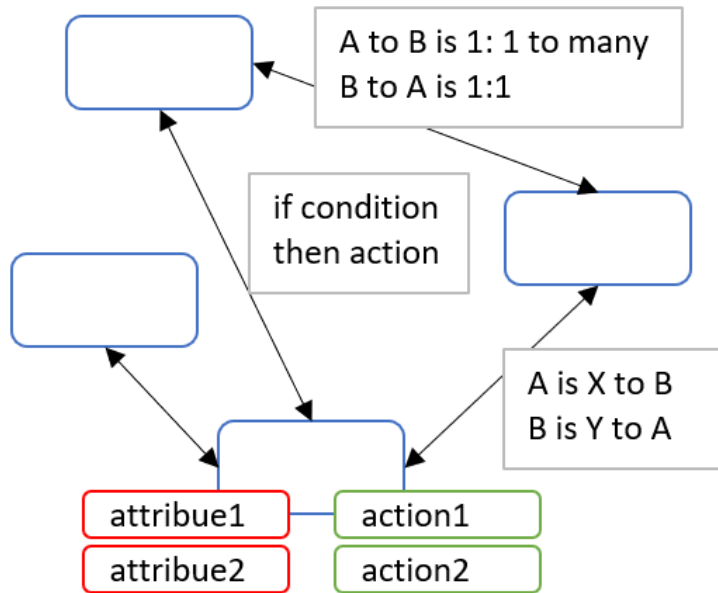 A to B is 1: 1 to many
B to A is 1:1
if condition
then action
A is X to B
B is Y to A
attribue1
action1
attribue2
action2